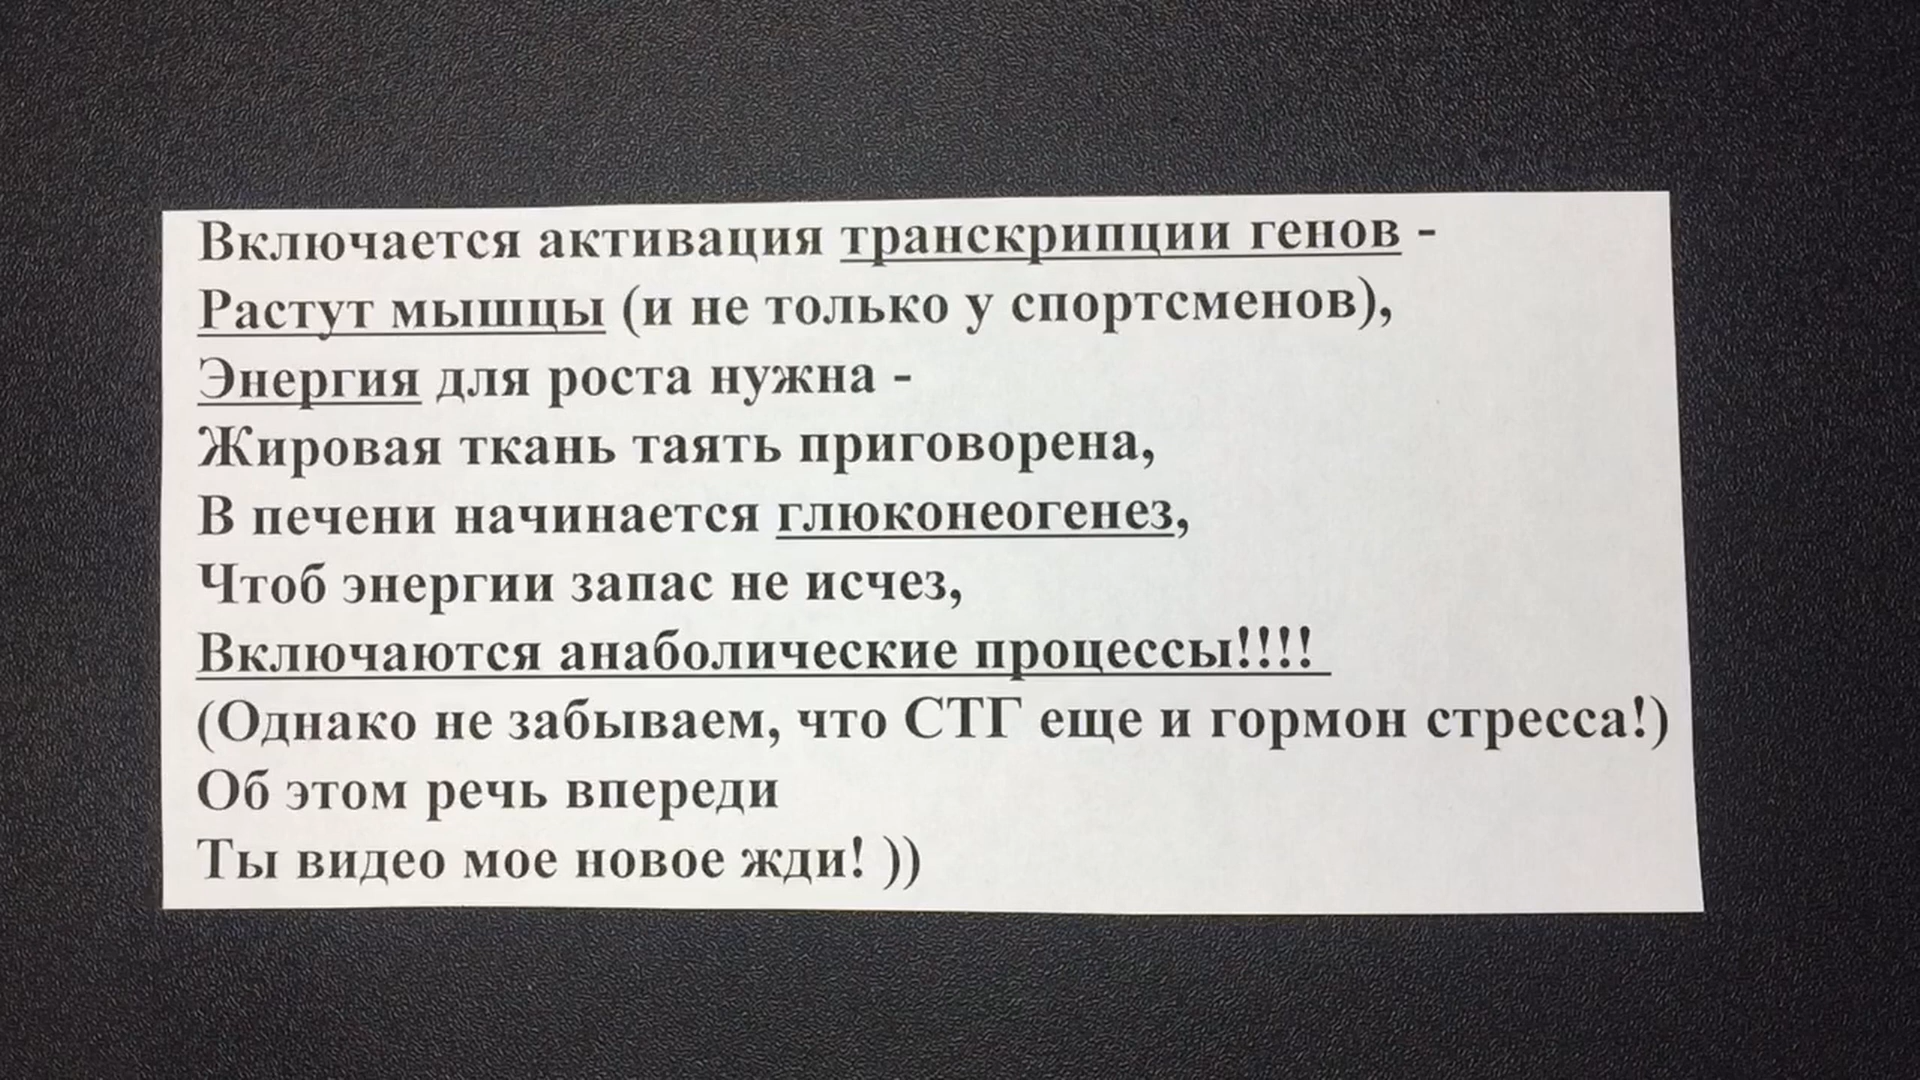 Включается активация транскрипции генов -
Растут мышцы (и не только у спортсменов),
Энергия для роста нужна -
Жировая ткань таять приговорена,
В печени начинается глюконеогенез,
Чтоб энергии запас не исчез,
Включаются анаболические процессы!!!!
(Однако не забываем, что СТГ еще и гормон стресса!)
Об этом речь впереди
Ты видео мое новое жди! ))